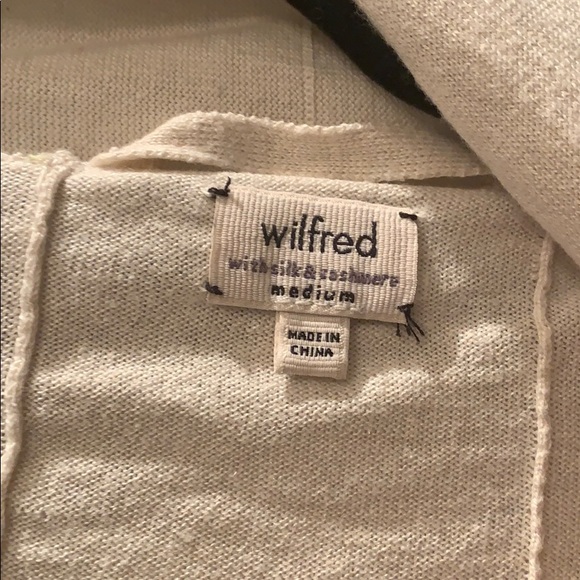 wilfred
with silk & cashmere
medium
MADE IN
CHINA